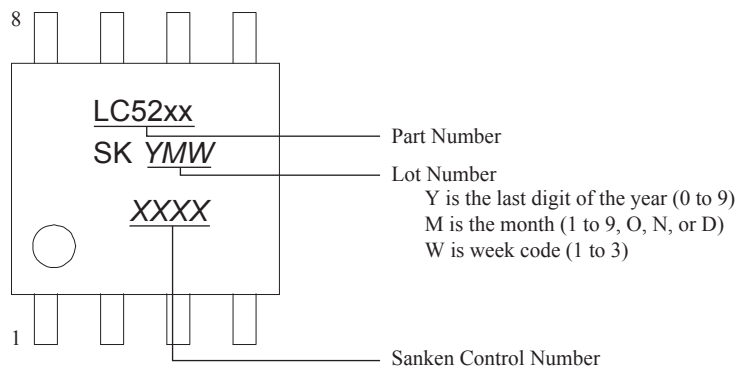 8
LC52xx
SK YMW
XXXX
1
Part Number
Lot Number
Y is the last digit of the year (0 to 9)
M is the month (1 to 9, O, N, or D)
W is week code (1 to 3)
Sanken Control Number